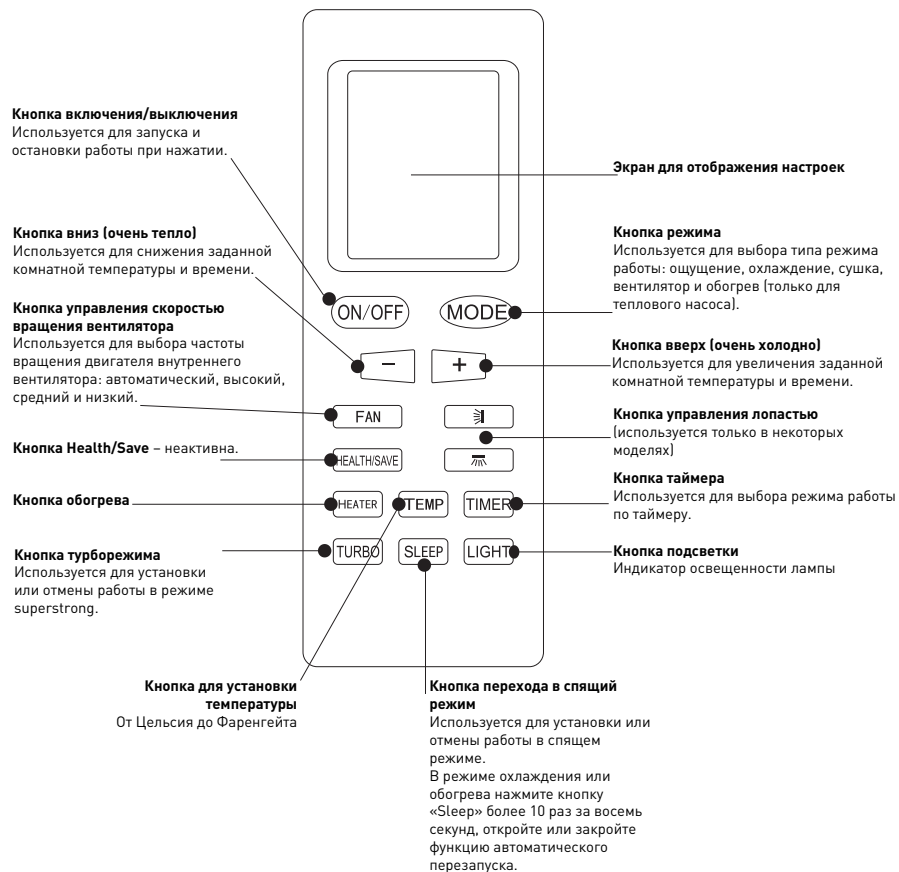 Кнопка включения/выключения
Используется для запуска и
остановки работы при нажатии.
Кнопка вниз (очень тепло)
Используется для снижения заданной
комнатной температуры и времени.
Кнопка управления скоростью
вращения вентилятора
Используется для выбора частоты
вращения двигателя внутреннего
вентилятора: автоматический, высокий,
средний и низкий.
Кнопка Health/Save – неактивна.
Кнопка обогрева
Кнопка турборежима
Используется для установки
или отмены работы в режиме
superstrong.
ON/OFF
MODE
− +
FAN
HEALTH/SAVE
HEATER
TEMP
TIMER
TURBO
SLEEP
LIGHT
Экран для отображения настроек
Кнопка режима
Используется для выбора типа режима
работы: ощущение, охлаждение, сушка,
вентилятор и обогрев (только для
теплового насоса).
Кнопка вверх (очень холодно)
Используется для увеличения заданной
комнатной температуры и времени.
Кнопка управления лопастью
(используется только в некоторых
моделях)
Кнопка таймера
Используется для выбора режима работы
по таймеру.
Кнопка подсветки
Индикатор освещенности лампы
Кнопка для установки
температуры
От Цельсия до Фаренгейта
Кнопка перехода в спящий
режим
Используется для установки или
отмены работы в спящем
режиме.
В режиме охлаждения или
обогрева нажмите кнопку
«Sleep» более 10 раз за восемь
секунд, откройте или закройте
функцию автоматического
перезапуска.